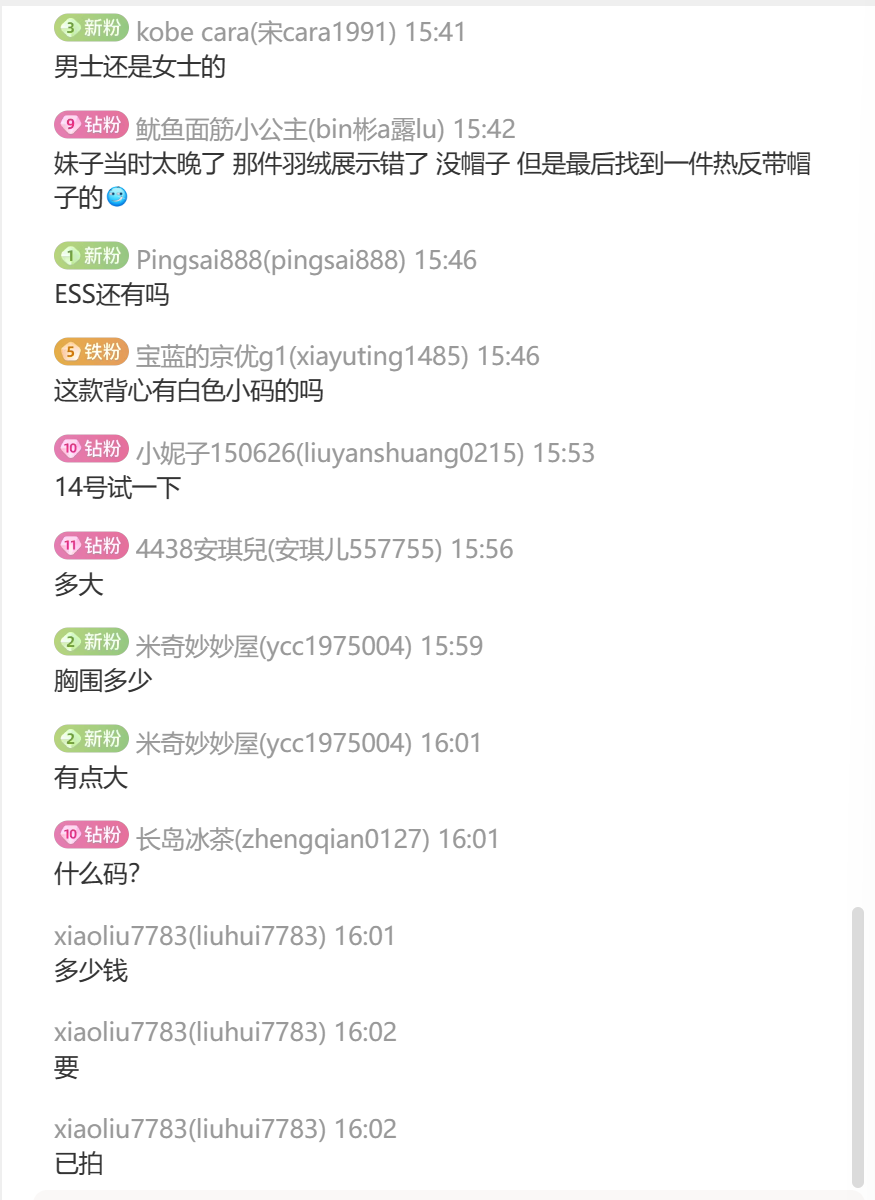 3 新粉 kobe cara(宋cara1991) 15:41
男士还是女士的
9 钻粉 鱿鱼面筋小公主(bin彬a露lu) 15:42
妹子当时太晚了 那件羽绒展示错了 没帽子 但是最后找到一件热反带帽
子的
1 新粉 Pingsai888(pingsai888) 15:46
ESS还有吗
5 铁粉 宝蓝的京优g1(xiayuting1485) 15:46
这款背心有白色小码的吗
10 钻粉 小妮子150626(liuyanshuang0215) 15:53
14号试一下
11 钻粉 4438安琪兒(安琪儿557755) 15:56
多大
2 新粉 米奇妙妙屋(ycc1975004) 15:59
胸围多少
2 新粉 米奇妙妙屋(ycc1975004) 16:01
有点大
10 钻粉 长岛冰茶(zhengqian0127) 16:01
什么码?
xiaoliu7783(liuhui7783) 16:01
多少钱
xiaoliu7783(liuhui7783) 16:02
要
xiaoliu7783(liuhui7783) 16:02
已拍